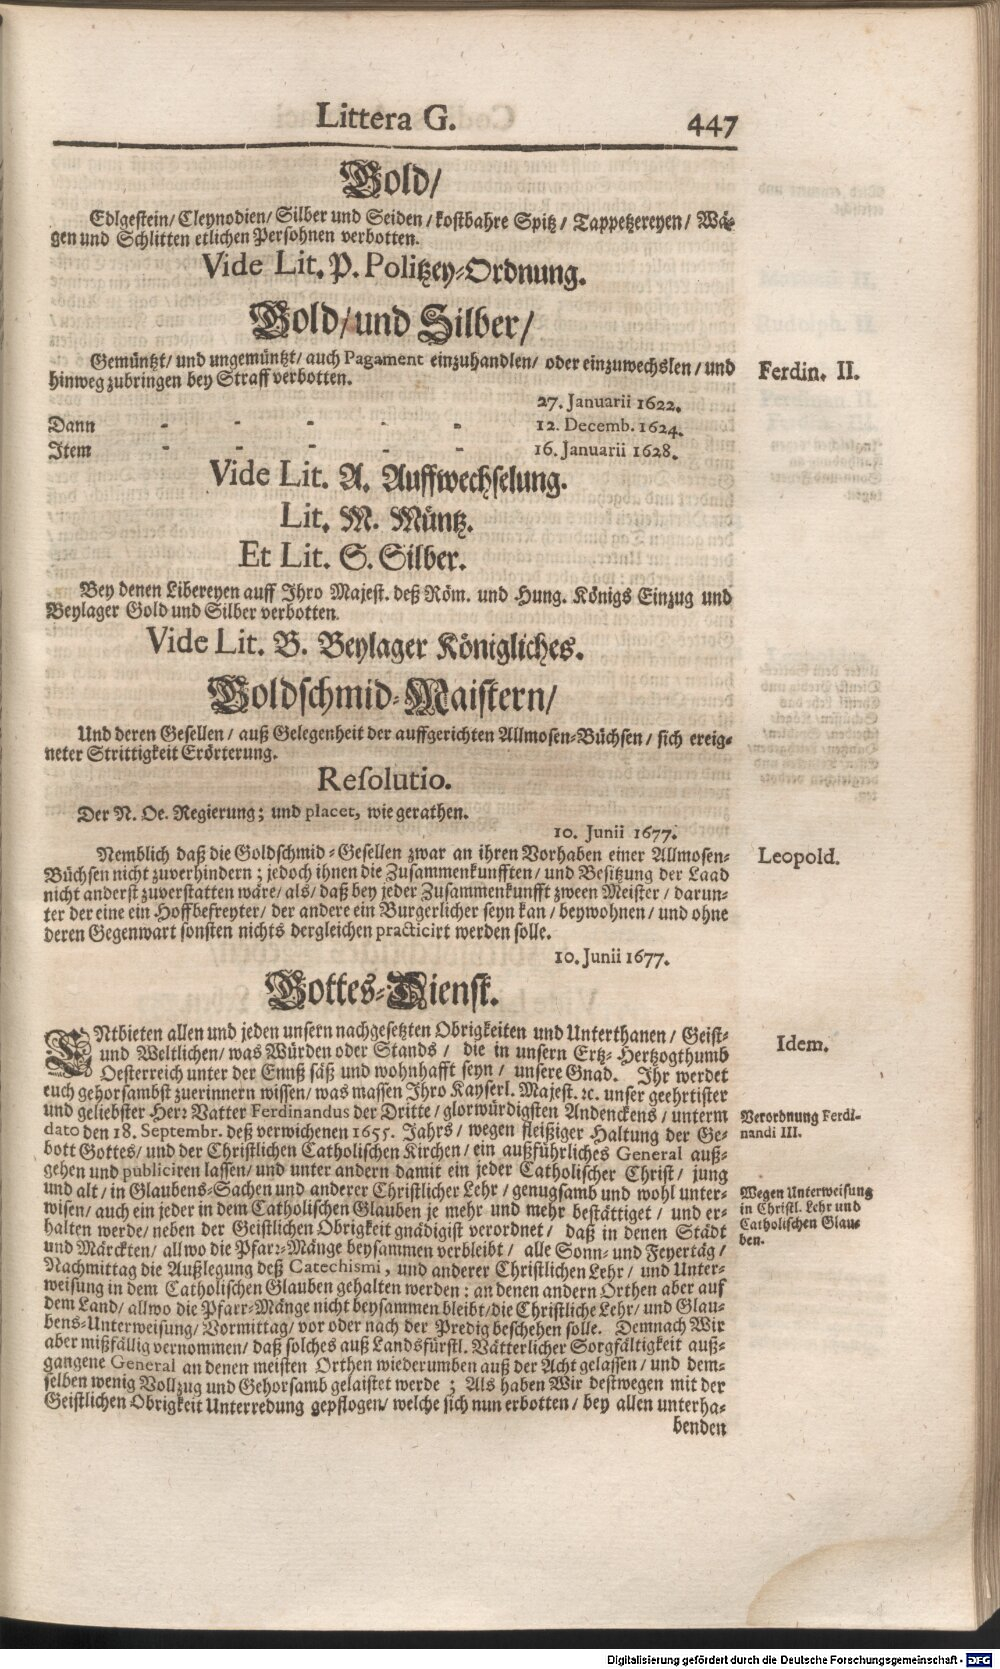 Littera G. 447
Gold/
Edlgestein/ Cleynodien/ Silber und Seiden / kostbahre Spitz / Tappetzereyen / Wä-
gen und Schlitten etlichen Persohnen verbotten.
Vide Lit. P. Politzey-Ordnung.
Gold/ und Silber/
Gemüntzt/ und ungemüntzt/ auch Pagament einzuhandlen/ oder einzuwechslen / und
hinweg zubringen bey Straff verbotten.
Ferdin. II.
27. Januarii 1622.
Dann - - - - - 12. Decemb. 1624.
Item - - - - - 16. Januarii 1628.
Vide Lit. A. Auffwechselung.
Lit. M. Müntz.
Et Lit. S. Silber.
Bey denen Libereyen auff Ihro Majest. deß Röm. und Hung. Königs Einzug und
Beylager Gold und Silber verbotten.
Vide Lit. B. Beylager Königliches.
Goldschmid-Maistern/
Und deren Gesellen / auß Gelegenheit der auffgerichten Allmosen-Büchsen / sich ereig-
neter Strittigkeit Erörterung.
Resolutio.
Der N. Oe. Regierung; und placet, wie gerathen.
10. Junii 1677.
Nemblich daß die Goldschmid-Gesellen zwar an ihren Vorhaben einer Allmosen-
Leopold.
Büchsen nicht zuverhindern; jedoch ihnen die Zusammenkunfften / und Besitzung der Laad
nicht anderst zuverstatten wäre / als / daß bey jeder Zusammenkunfft zween Meister / darun-
ter der eine ein Hoffbefreyter/ der andere ein Burgerlicher seyn kan / beywohnen / und ohne
deren Gegenwart sonsten nichts dergleichen practicirt werden solle.
10. Junii 1677.
Gottes-Dienst.
ENtbieten allen und jeden unsern nachgesetzten Obrigkeiten und Unterthanen / Geist-
Idem.
und Weltlichen/ was Würden oder Stands / die in unsern Ertz-Hertzogthumb
Oesterreich unter der Ennß säß und wohnhafft seyn / unsere Gnad. Ihr werdet
euch gehorsambst zuerinnern wissen/ was massen Ihro Kayserl. Majest. ꝛc. unser geehrtister
und geliebster Herꝛ Vatter Ferdinandus der Dritte / glorwürdigsten Andenckens / unterm
Verordnung Ferdi-
nandi III.
dato den 18. Septembr. deß verwichenen 1655. Jahrs / wegen fleißiger Haltung der Ge-
bott Gottes/ und der Christlichen Catholischen Kirchen / ein außführliches General auß-
gehen und publiciren lassen/ und unter andern damit ein jeder Catholischer Christ / jung
und alt / in Glaubens-Sachen und anderer Christlicher Lehr / genugsamb und wohl unter-
Wegen Unterweisung
in Christl. Lehr und
Catholischen Glau-
ben.
wisen/ auch ein jeder in dem Catholischen Glauben je mehr und mehr bestättiget / und er-
halten werde/ neben der Geistlichen Obrigkeit gnädigist verordnet / daß in denen Städt
und Märckten/ allwo die Pfarꝛ-Mänge beysammen verbleibt / alle Sonn- und Feyertäg /
Nachmittag die Außlegung deß Catechismi, und anderer Christlichen Lehr / und Unter-
weisung in dem Catholischen Glauben gehalten werden: an denen andern Orthen aber auf
dem Land/ allwo die Pfarr-Mänge nicht beysammen bleibt/ die Christliche Lehr/ und Glau-
bens-Unterweisung/ Vormittag/ vor oder nach der Predig beschehen solle. Demnach Wir
aber mißfällig vernommen/ daß solches auß Landsfürstl. Vätterlicher Sorgfältigkeit auß-
gangene General an denen meisten Orthen wiederumben auß der Acht gelassen / und dem-
selben wenig Vollzug und Gehorsamb gelaistet werde ; Als haben Wir destwegen mit der
Geistlichen Obrigkeit Unterredung gepflogen/ welche sich nun erbotten / bey allen unterha-
benden
Digitalisierung gefördert durch die Deutsche Forschungsgemeinschaft - DFG